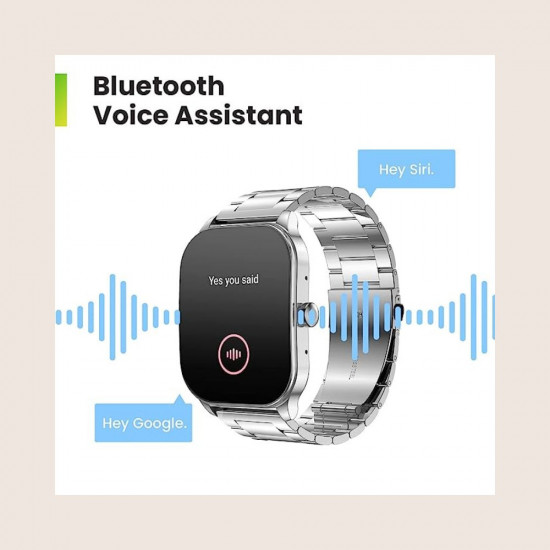 Bluetooth
Voice Assistant
Hey Siri.
Yes you said
Hey Google.